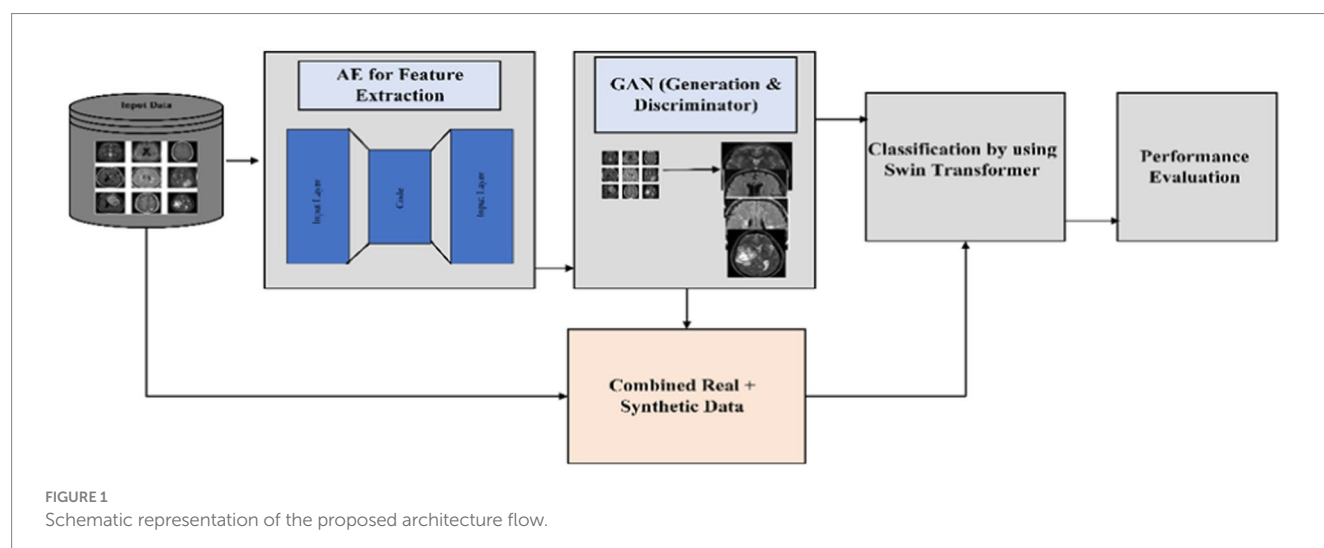 Input Data
AE for Feature
Extraction
Input Layer
Code
Input Layer
GAN (Generation &
Discriminator)
Classification by using
Swin Transformer
Performance
Evaluation
Combined Real +
Synthetic Data
FIGURE 1
Schematic representation of the proposed architecture flow.